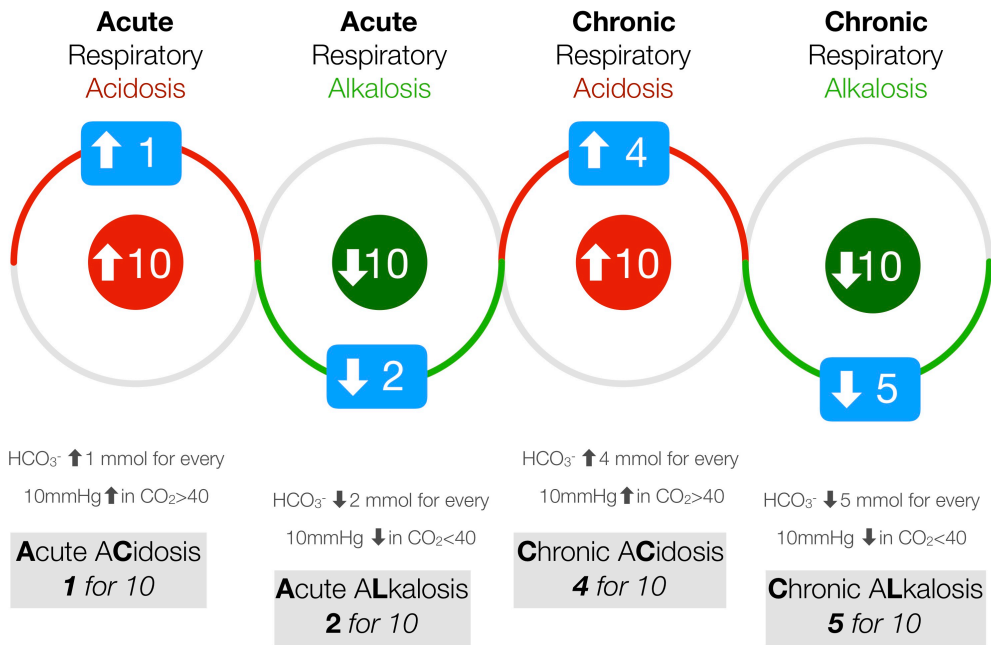 Acute
Respiratory
Acidosis
⬆ 1
⬆10
HCO₃⁻ ⬆1 mmol for every
10mmHg⬆in CO₂>40
Acute ACidosis
1 for 10
Acute
Respiratory
Alkalosis
⬇10
⬇ 2
HCO₃⁻ ⬇2 mmol for every
10mmHg ⬇in CO₂<40
Acute ALkalosis
2 for 10
Chronic
Respiratory
Acidosis
⬆ 4
⬆10
HCO₃⁻ ⬆4 mmol for every
10mmHg⬆in CO₂>40
Chronic ACidosis
4 for 10
Chronic
Respiratory
Alkalosis
⬇10
⬇ 5
HCO₃⁻ ⬇5 mmol for every
10mmHg ⬇in CO₂<40
Chronic ALkalosis
5 for 10